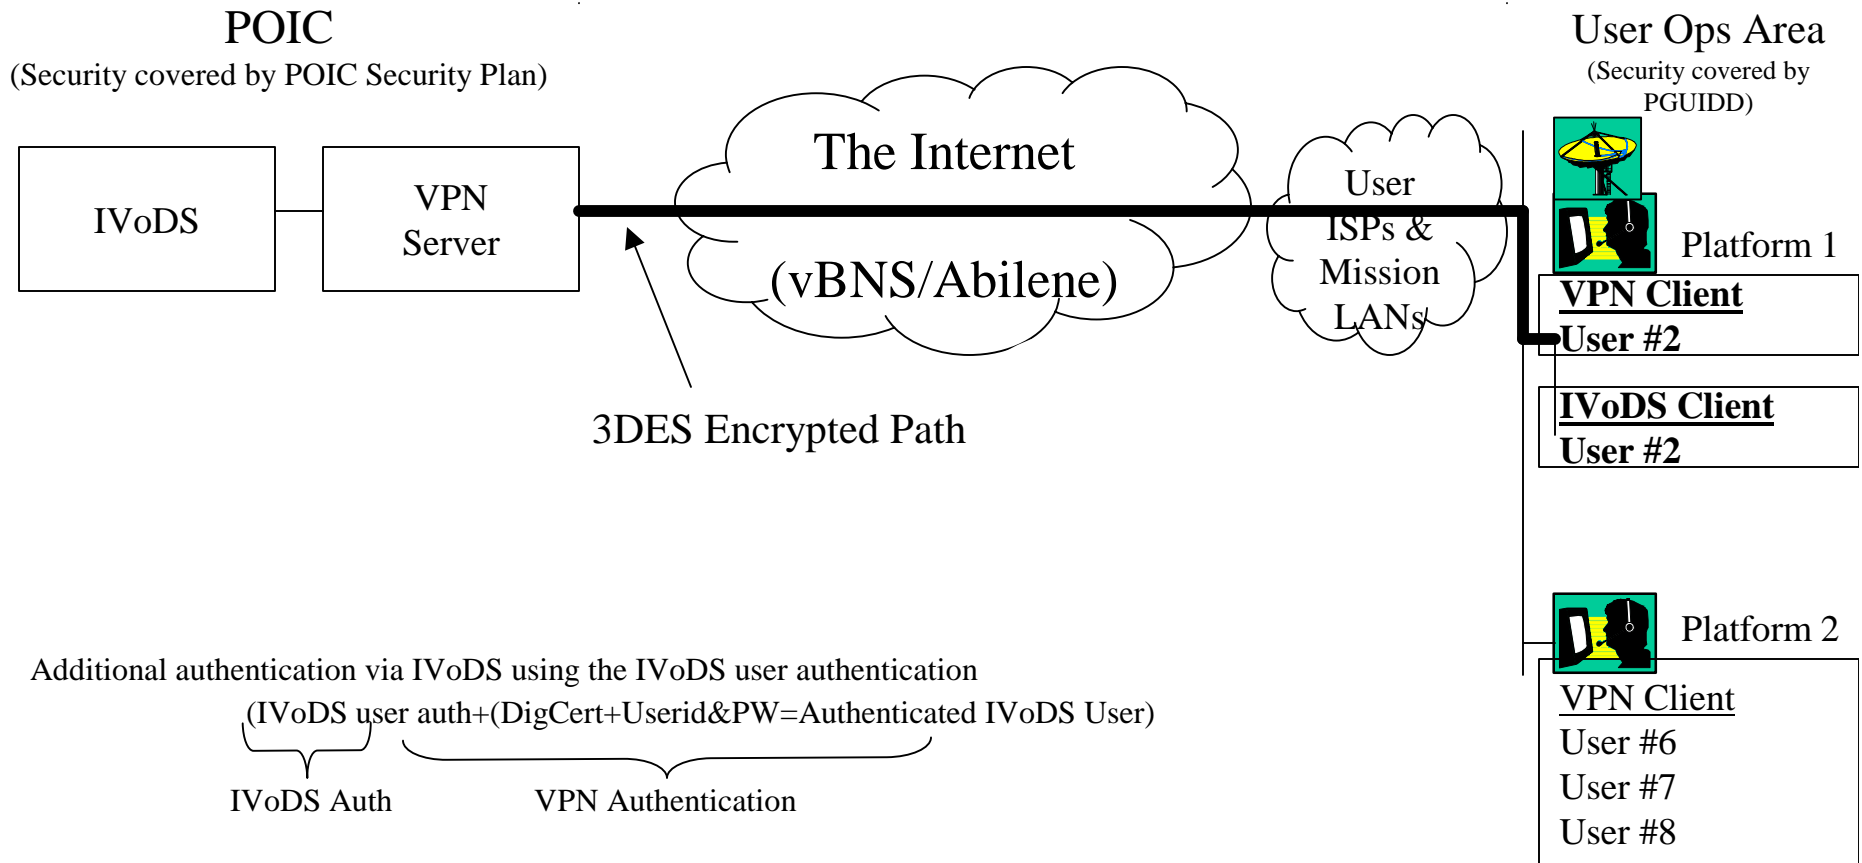 POIC
(Security covered by POIC Security Plan)
IVoDS
VPN
Server
The Internet
(vBNS/Abilene)
User
ISPs &
Mission
LANs
3DES Encrypted Path
User Ops Area
(Security covered by
PGUIDD)
Platform 1
VPN Client
User #2
IVoDS Client
User #2
Platform 2
VPN Client
User #6
User #7
User #8
Additional authentication via IVoDS using the IVoDS user authentication
(IVoDS user auth+(DigCert+Userid&PW=Authenticated IVoDS User)
IVoDS Auth
VPN Authentication